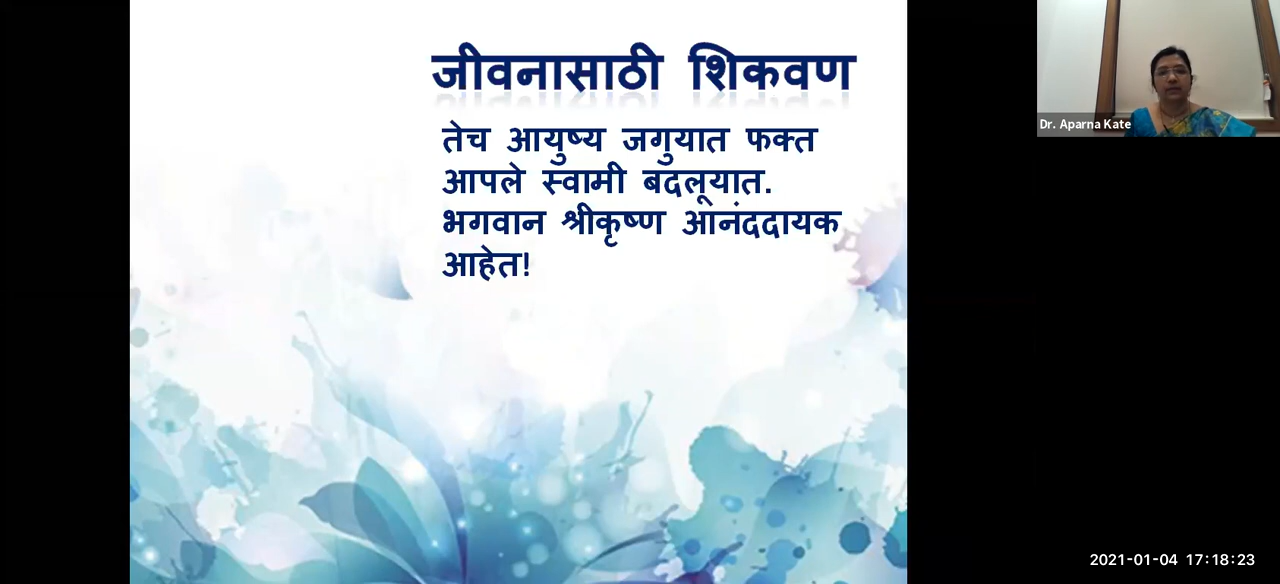 जीवनासाठी शिकवण
तेच आयुष्य जगुयात फक्त
आपले स्वामी बदलूयात.
भगवान श्रीकृष्ण आनंददायक
आहेत!
Dr. Aparna Kate
2021-01-04 17:18:23